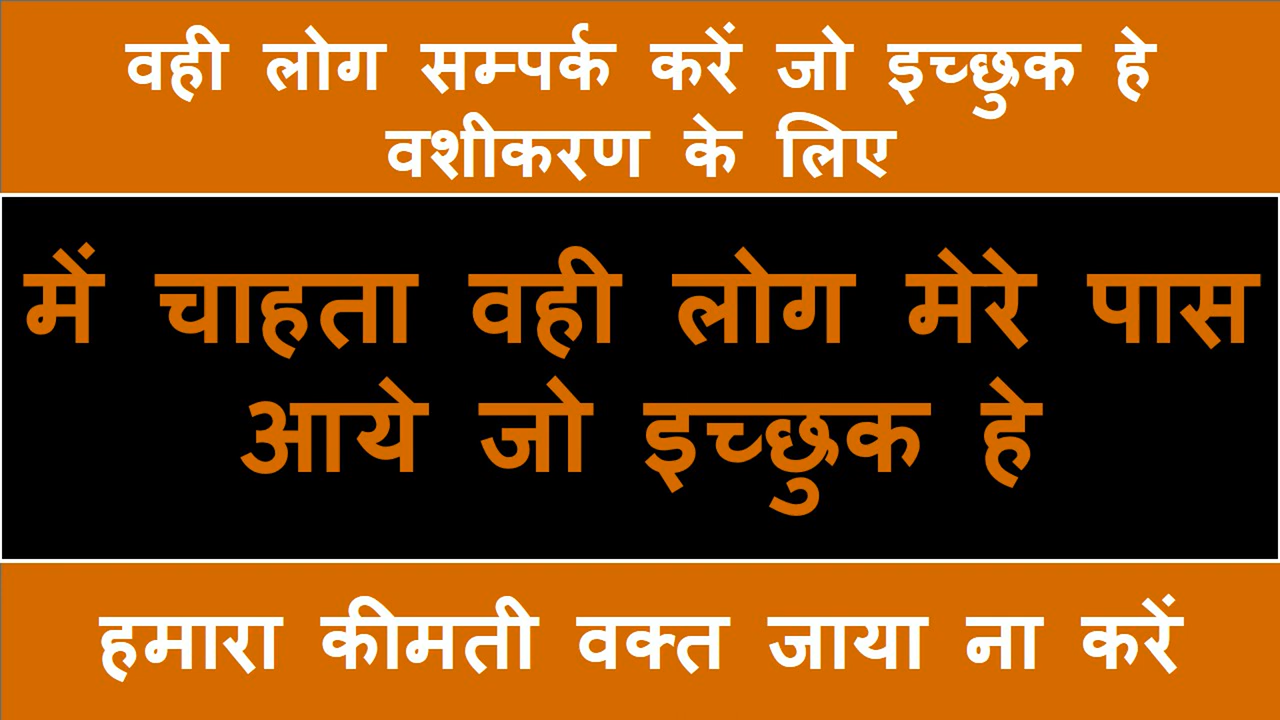 वही लोग सम्पर्क करें जो इच्छुक हे
वशीकरण के लिए
में चाहता वही लोग मेरे पास
आये जो इच्छुक हे
हमारा कीमती वक्त जाया ना करें